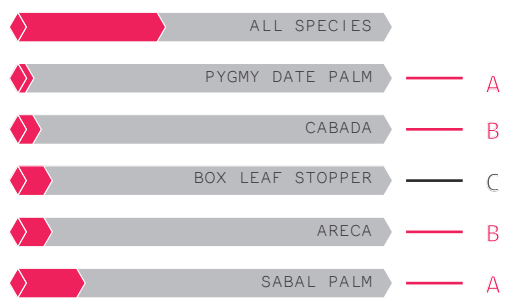 ALL SPECIES
PYGMY DATE PALM A
CABADA B
BOX LEAF STOPPER C
ARECA B
SABAL PALM A